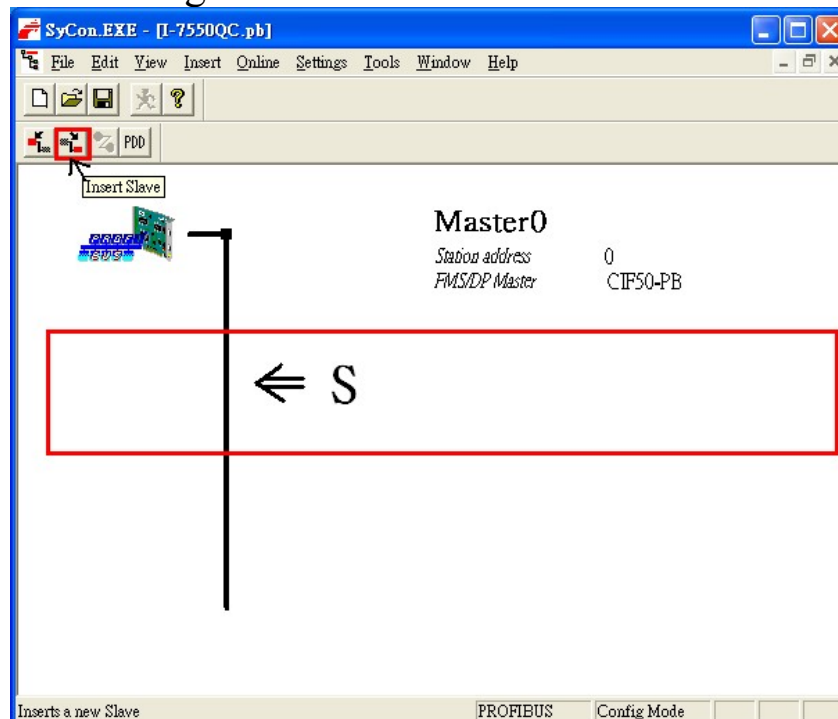 SyCon.EXE - [I-7550QC.pb]
File Edit View Insert Online Settings Tools Window Help
PDD
Insert Slave
Master0
Station address 0
FMS/DP Master CIF50-PB
⇐ S
Inserts a new Slave PROFIBUS Config Mode